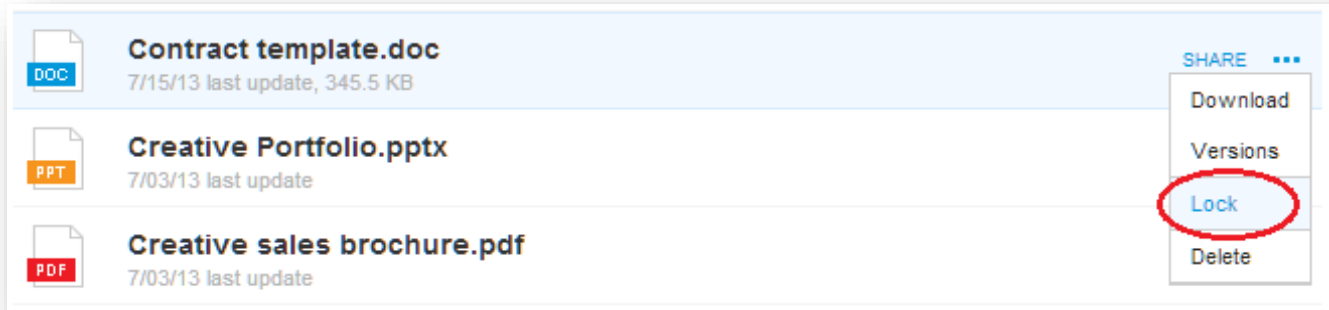 Contract template.doc
DOC
7/15/13 last update, 345.5 KB
SHARE
Download
Creative Portfolio.pptx
PPT
7/03/13 last update
Versions
Lock
Creative sales brochure.pdf
PDF
7/03/13 last update
Delete